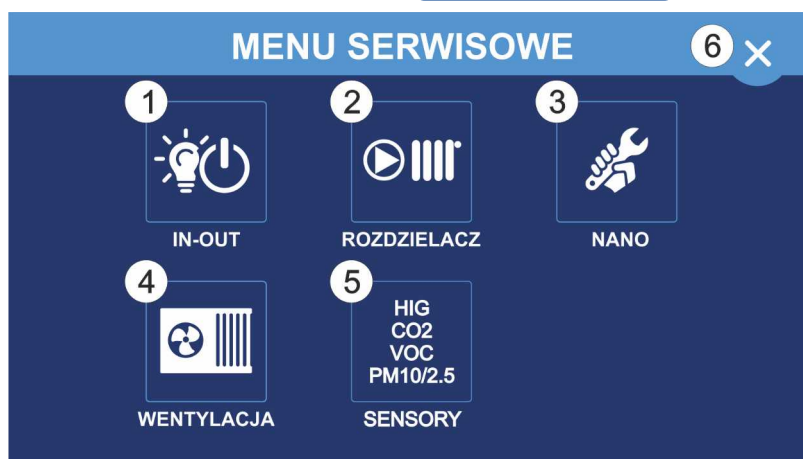 MENU SERWISOWE
6
1
2
3
IN-OUT
ROZDZIELACZ
NANO
4
5
HIG
CO2
VOC
PM10/2.5
WENTYLACJA
SENSORY